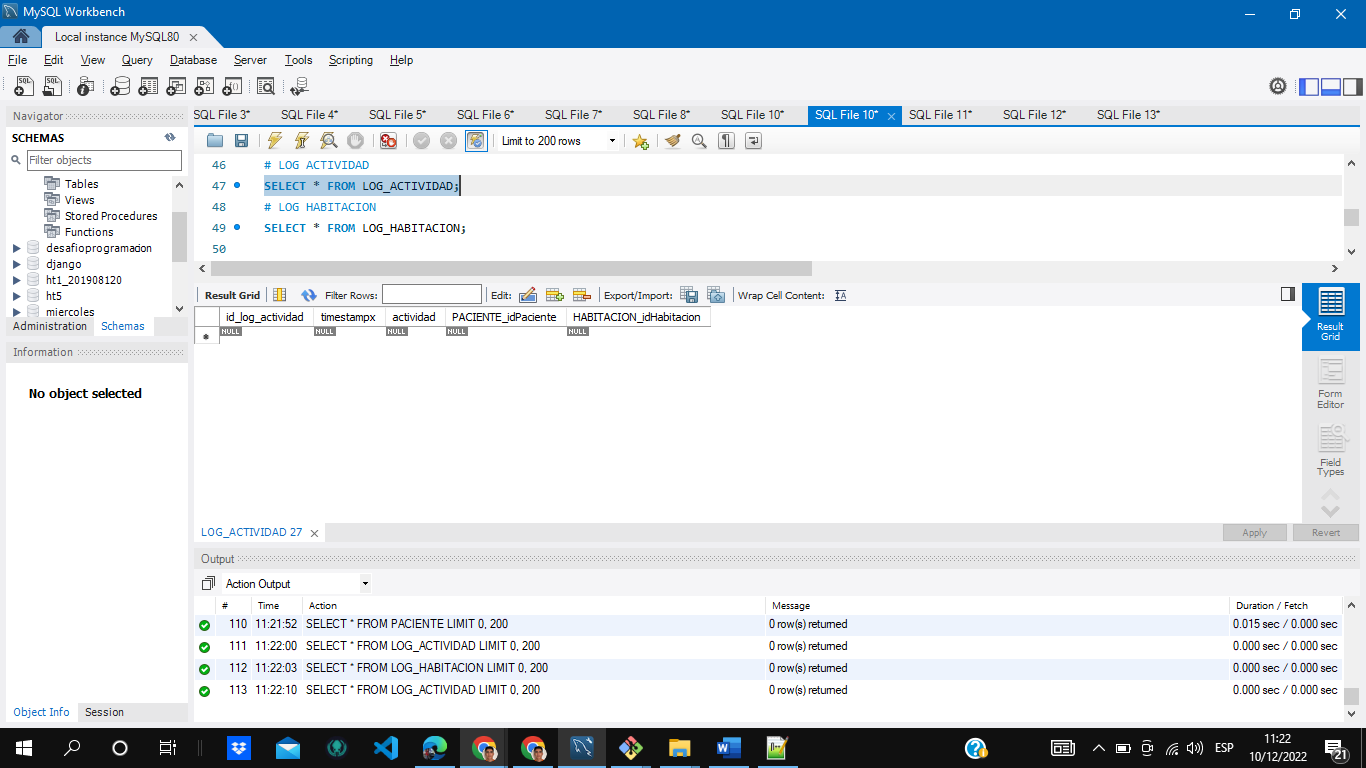 MySQL Workbench
Local instance MySQL80
File Edit View Query Database Server Tools Scripting Help
Navigator
SCHEMAS
Filter objects
Tables
Views
Stored Procedures
Functions
desafioprogramacion
django
ht1_201908120
ht5
miercoles
Administration Schemas
Information
No object selected
Object Info Session
SQL File 3* SQL File 4* SQL File 5* SQL File 6* SQL File 7* SQL File 8* SQL File 10* SQL File 10* SQL File 11* SQL File 12* SQL File 13*
Limit to 200 rows
46 # LOG ACTIVIDAD
47 SELECT * FROM LOG_ACTIVIDAD;
48 # LOG HABITACION
49 SELECT * FROM LOG_HABITACION;
50
Result Grid Filter Rows: Edit: Export/Import: Wrap Cell Content:
id_log_actividad timestampx actividad PACIENTE_idPaciente HABITACION_idHabitacion
NULL NULL NULL NULL NULL
Result
Grid
Form
Editor
Field
Types
LOG_ACTIVIDAD 27
Apply Revert
Output
Action Output
# Time Action Message Duration / Fetch
110 11:21:52 SELECT * FROM PACIENTE LIMIT 0, 200 0 row(s) returned 0.015 sec / 0.000 sec
111 11:22:00 SELECT * FROM LOG_ACTIVIDAD LIMIT 0, 200 0 row(s) returned 0.000 sec / 0.000 sec
112 11:22:03 SELECT * FROM LOG_HABITACION LIMIT 0, 200 0 row(s) returned 0.000 sec / 0.000 sec
113 11:22:10 SELECT * FROM LOG_ACTIVIDAD LIMIT 0, 200 0 row(s) returned 0.000 sec / 0.000 sec
ESP
11:22
10/12/2022
21